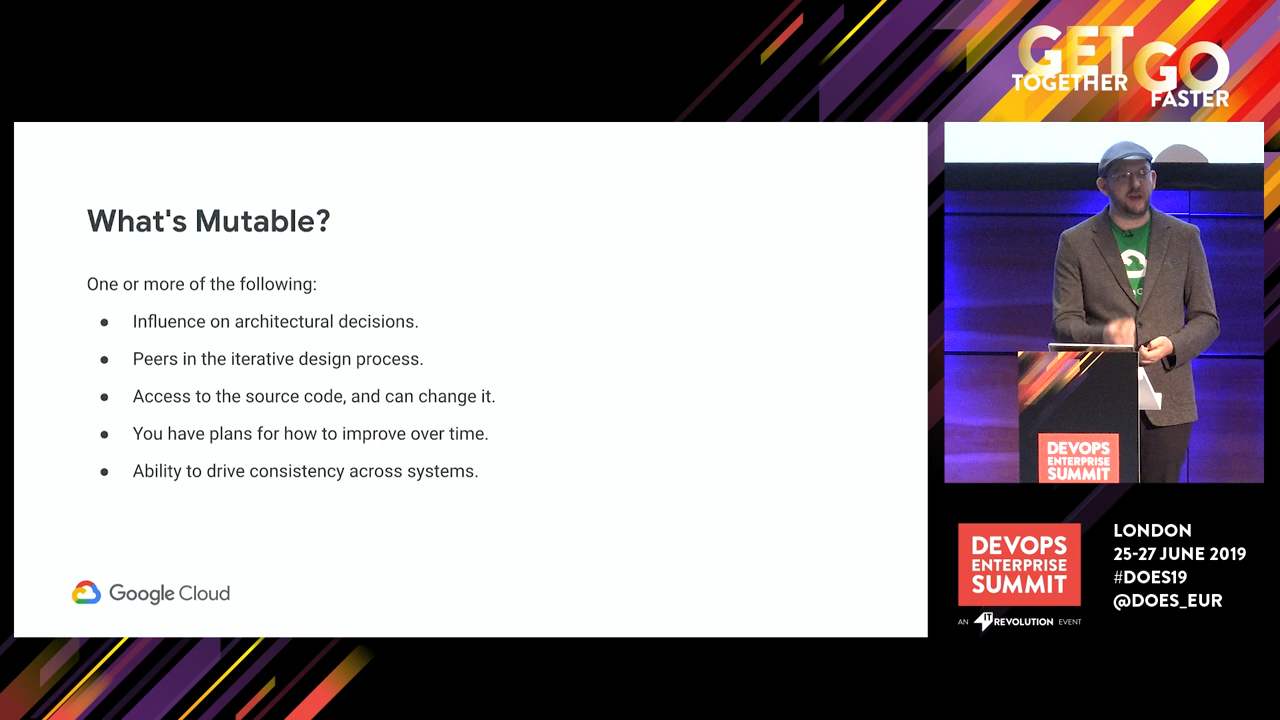 GET
TOGETHER
GO
FASTER
What's Mutable?
One or more of the following:
● Influence on architectural decisions.
● Peers in the iterative design process.
● Access to the source code, and can change it.
● You have plans for how to improve over time.
● Ability to drive consistency across systems.
Google Cloud
DEVOPS
ENTERPRISE
SUMMIT
DEVOPS
ENTERPRISE
SUMMIT
AN IT REVOLUTION EVENT
LONDON
25-27 JUNE 2019
#DOES19
@DOES_EUR